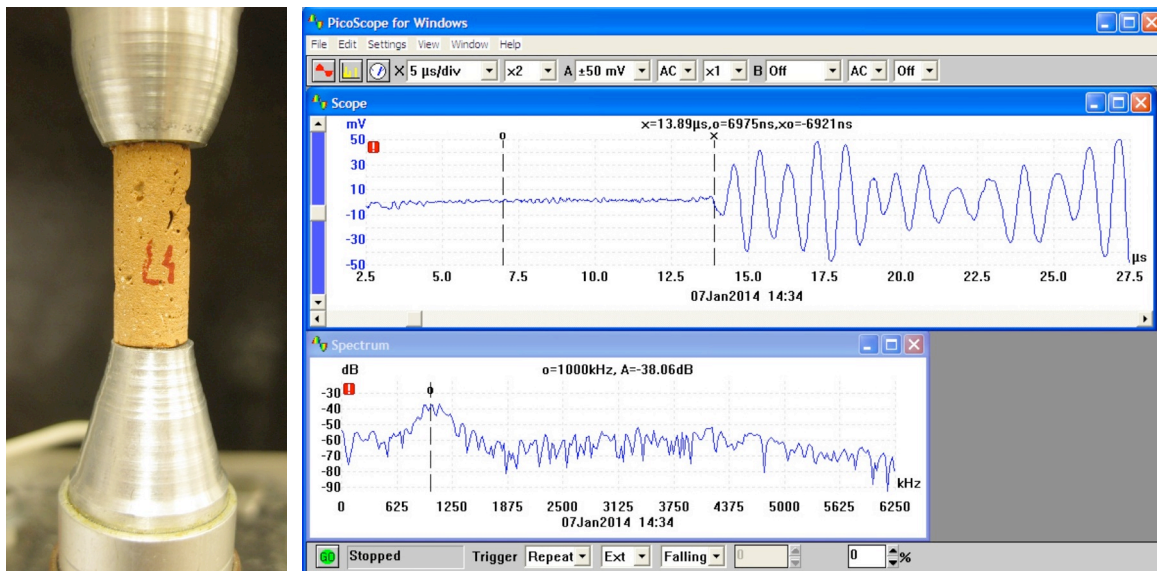 L4
PicoScope for Windows
File Edit Settings View Window Help
X 5 µs/div x2 A ±50 mV AC x1 B Off AC Off
Scope
mV x=13.89µs,o=6975ns,xo=-6921ns
o x
50
30
10
-10
-30
-50
µs
2.5 5.0 7.5 10.0 12.5 15.0 17.5 20.0 22.5 25.0 27.5
07Jan2014 14:34
Spectrum
dB o=1000kHz, A=-38.06dB
o
-30
-40
-50
-60
-70
-80
-90
kHz
0 625 1250 1875 2500 3125 3750 4375 5000 5625 6250
07Jan2014 14:34
GO Stopped Trigger Repeat Ext Falling 0 0 %